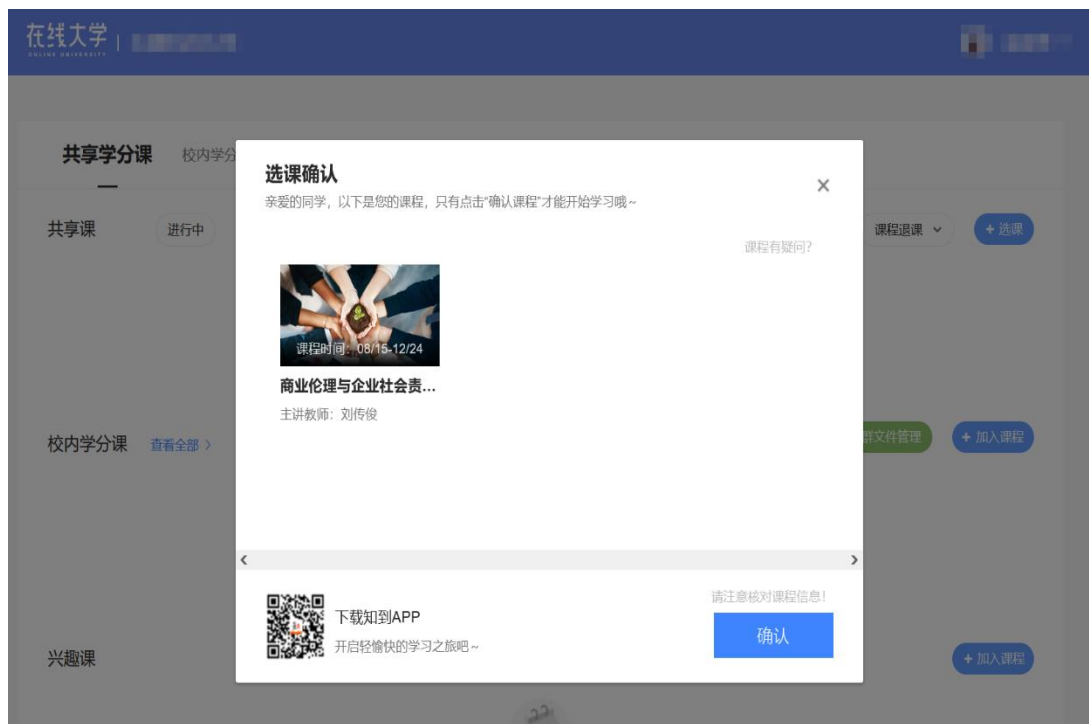 在线大学
ONLINE UNIVERSITY
共享学分课
校内学分
选课确认
亲爱的同学，以下是您的课程，只有点击“确认课程”才能开始学习哦~
共享课
进行中
课程退课
+ 选课
课程有疑问?
课程时间：08/15-12/24
商业伦理与企业社会责...
主讲教师：刘传俊
校内学分课
查看全部 >
群文件管理
+ 加入课程
请注意核对课程信息!
下载知到APP
开启轻愉快的学习之旅吧~
确认
兴趣课
+ 加入课程